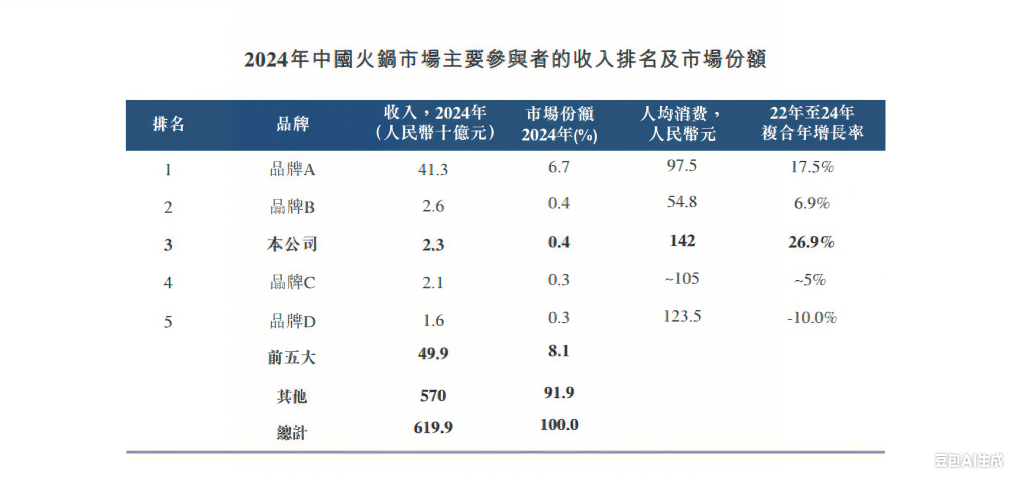 2024年中國火鍋市場主要參與者的收入排名及市場份額
排名 品牌 收入，2024年（人民幣十億元） 市場份額2024年(%) 人均消費，人民幣元 22年至24年複合年增長率
1 品牌A 41.3 6.7 97.5 17.5%
2 品牌B 2.6 0.4 54.8 6.9%
3 本公司 2.3 0.4 142 26.9%
4 品牌C 2.1 0.3 ~105 ~5%
5 品牌D 1.6 0.3 123.5 -10.0%
前五大 49.9 8.1
其他 570 91.9
總計 619.9 100.0
豆包AI生成